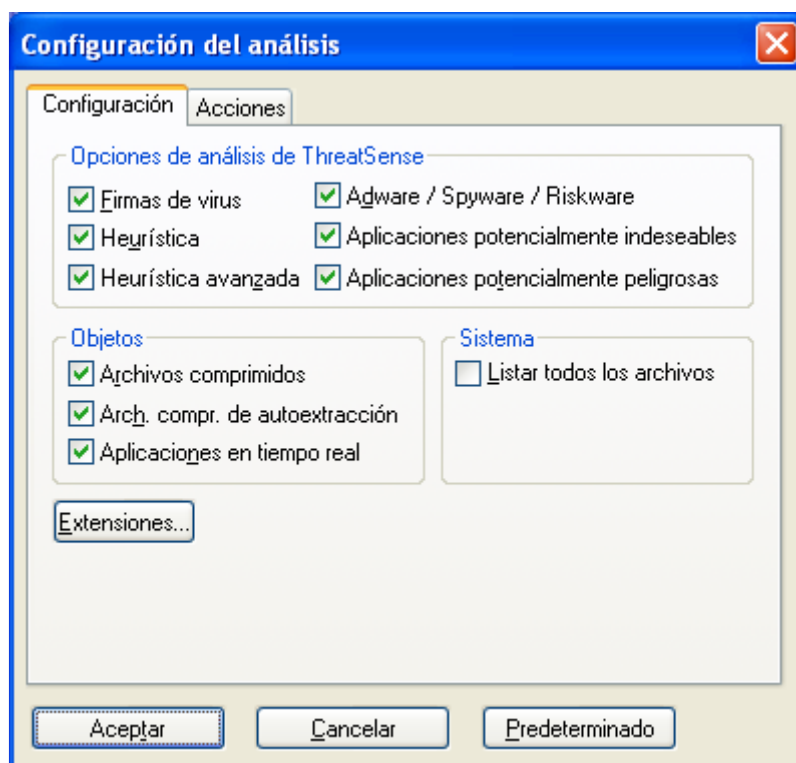 Configuración del análisis
Configuración
Acciones
Opciones de análisis de ThreatSense
Firmas de virus
Adware / Spyware / Riskware
Heurística
Aplicaciones potencialmente indeseables
Heurística avanzada
Aplicaciones potencialmente peligrosas
Objetos
Archivos comprimidos
Arch. compr. de autoextracción
Aplicaciones en tiempo real
Sistema
Listar todos los archivos
Extensiones...
Aceptar
Cancelar
Predeterminado